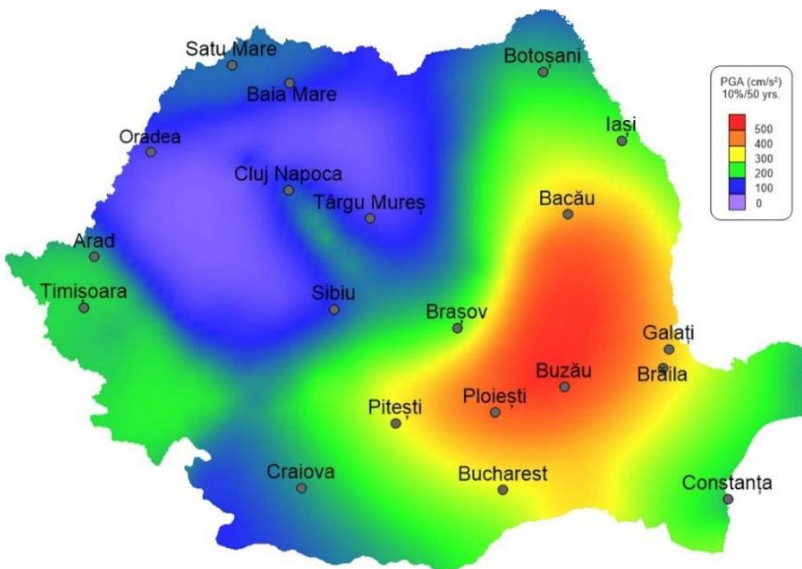 Satu Mare
Botoșani
Baia Mare
PGA (cm/s²)
10%/50 yrs.
500
400
300
200
100
0
Iași
Oradea
Cluj Napoca
Târgu Mureș
Bacău
Arad
Timișoara
Sibiu
Brașov
Galați
Brăila
Buzău
Ploiești
Pitești
Craiova
Bucharest
Constanța